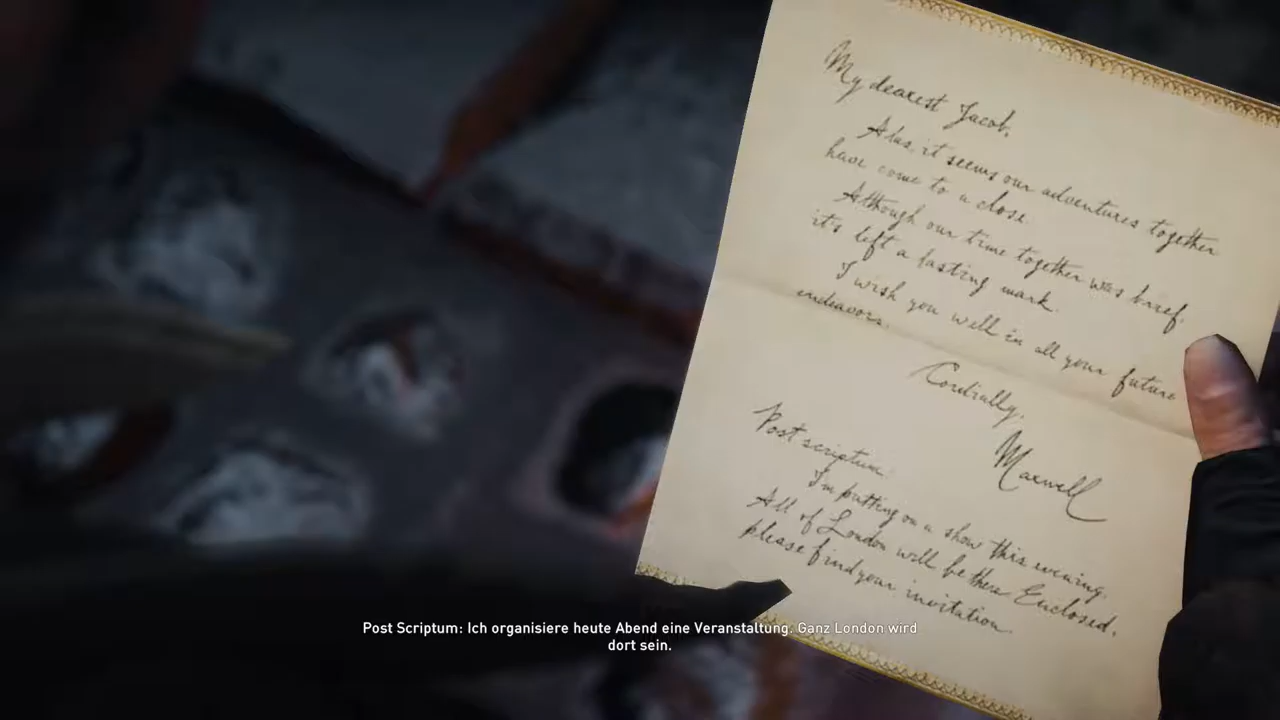 My dearest Jacob,
Alas, it seems our adventures together
have come to a close.
Although our time together was brief,
it's left a lasting mark.
I wish you well in all your future
endeavors.
Cordially,
Maxwell
Post scriptum:
I'm putting on a show this evening.
All of London will be there. Enclosed,
please find your invitation.
Post Scriptum: Ich organisiere heute Abend eine Veranstaltung. Ganz London wird
dort sein.